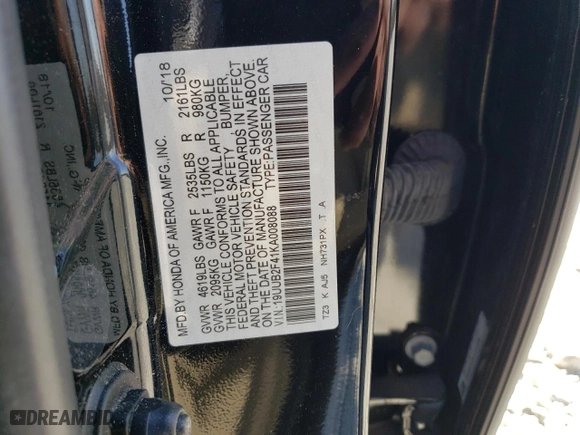 MFD.BY HONDA OF AMERICA MFG.,INC. 10/18
GVWR 4619LBS GAWR F 2535LBS R 2161LBS
GVWR 2095KG GAWR F 1150KG R 980KG
THIS VEHICLE CONFORMS TO ALL APPLICABLE
FEDERAL MOTOR VEHICLE SAFETY , BUMPER,
AND THEFT PREVENTION STANDARDS IN EFFECT
ON THE DATE OF MANUFACTURE SHOWN ABOVE.
V.I.N.:19UUB2F41KA008088 TYPE:PASSENGER CAR
TZ3 K AJ5 NH731PX .T .A
DREAMBID